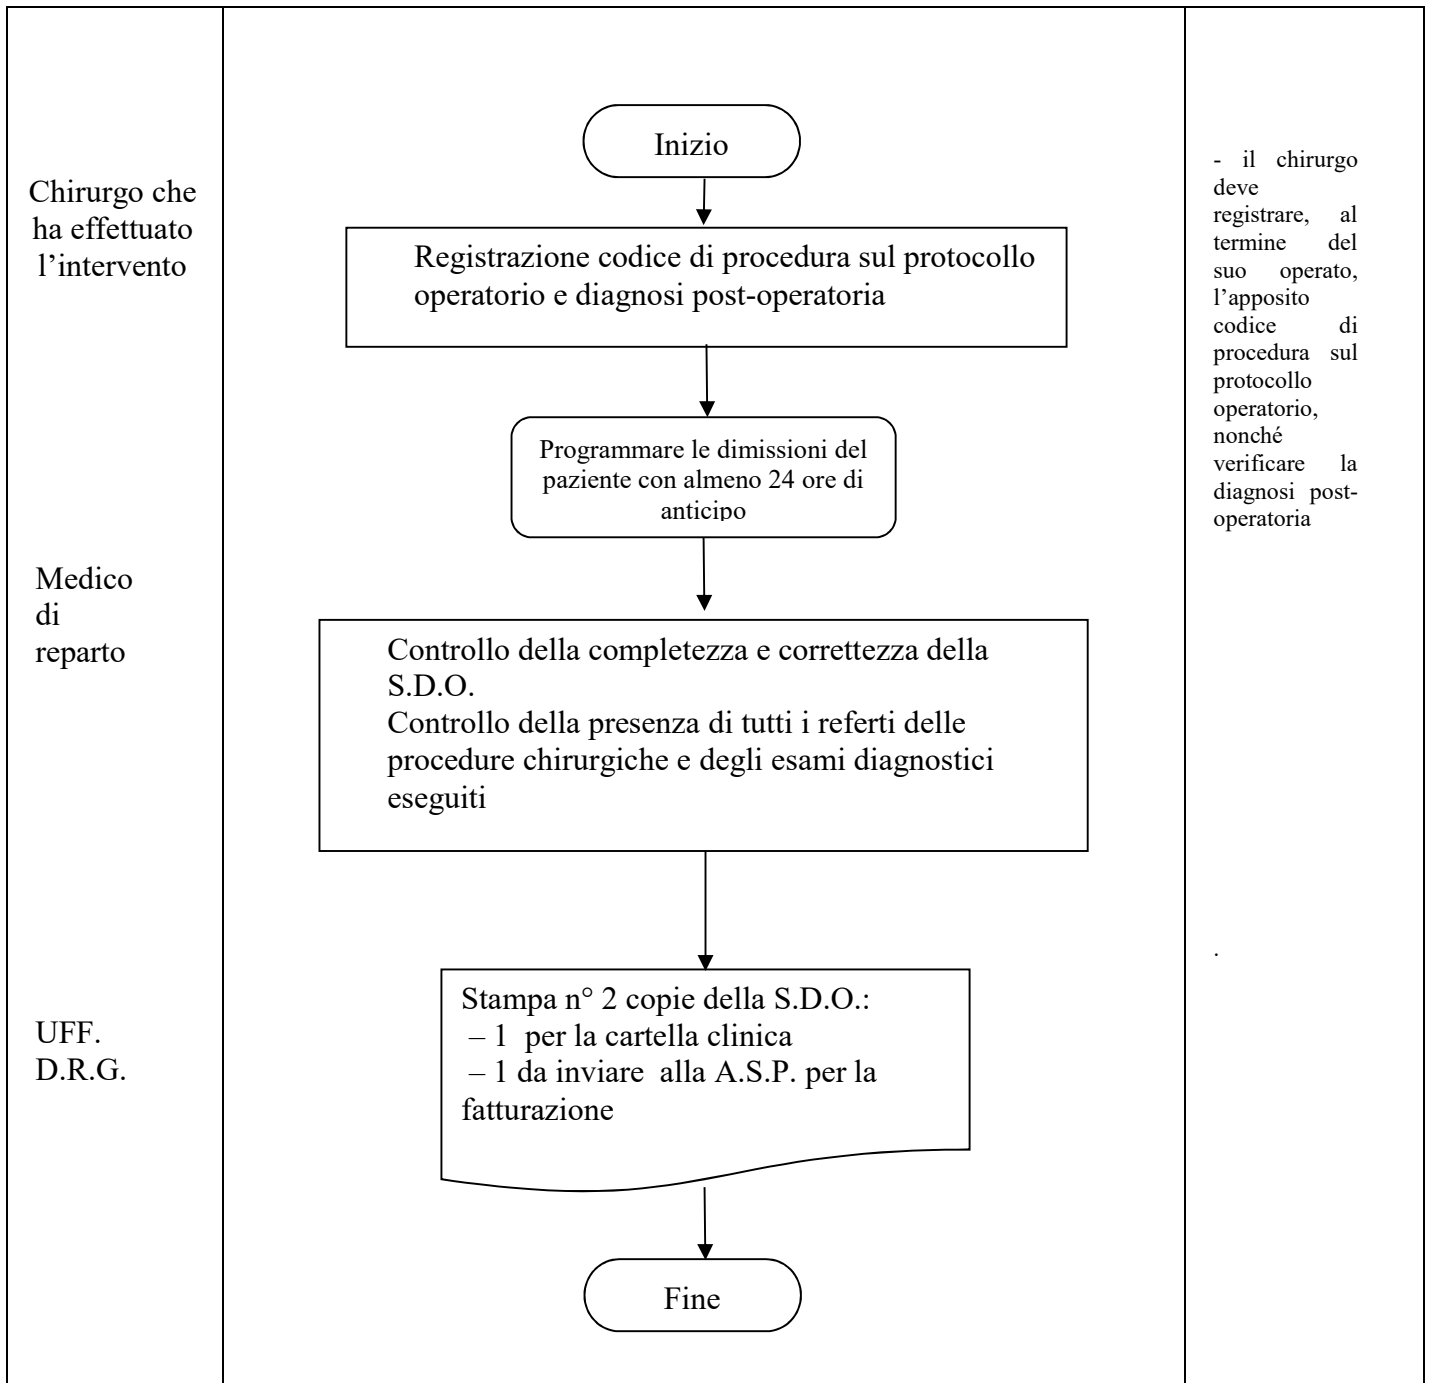 Inizio
Chirurgo che
ha effettuato
l’intervento
Registrazione codice di procedura sul protocollo
operatorio e diagnosi post-operatoria
- il chirurgo
deve
registrare, al
termine del
suo operato,
l’apposito
codice di
procedura sul
protocollo
operatorio,
nonché
verificare la
diagnosi post-
operatoria
Programmare le dimissioni del
paziente con almeno 24 ore di
anticipo
Medico
di
reparto
Controllo della completezza e correttezza della
S.D.O.
Controllo della presenza di tutti i referti delle
procedure chirurgiche e degli esami diagnostici
eseguiti
.
UFF.
D.R.G.
Stampa n° 2 copie della S.D.O.:
– 1  per la cartella clinica
– 1 da inviare  alla A.S.P. per la
fatturazione
Fine